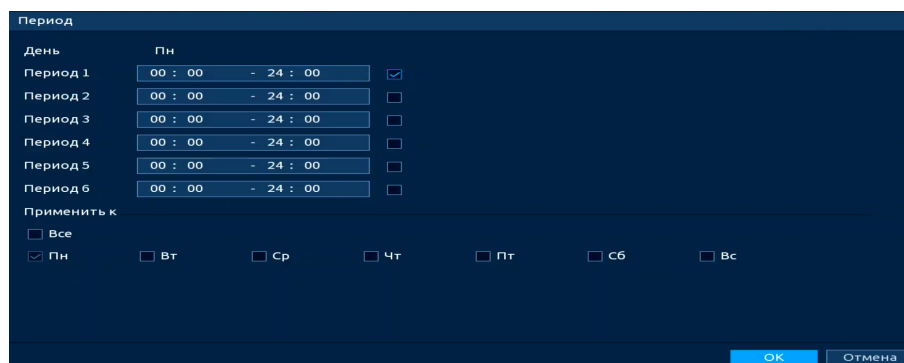 Период
День Пн
Период 1 00 : 00 - 24 : 00
Период 2 00 : 00 - 24 : 00
Период 3 00 : 00 - 24 : 00
Период 4 00 : 00 - 24 : 00
Период 5 00 : 00 - 24 : 00
Период 6 00 : 00 - 24 : 00
Применить к
Все
Пн Вт Ср Чт Пт Сб Вс
OK Отмена